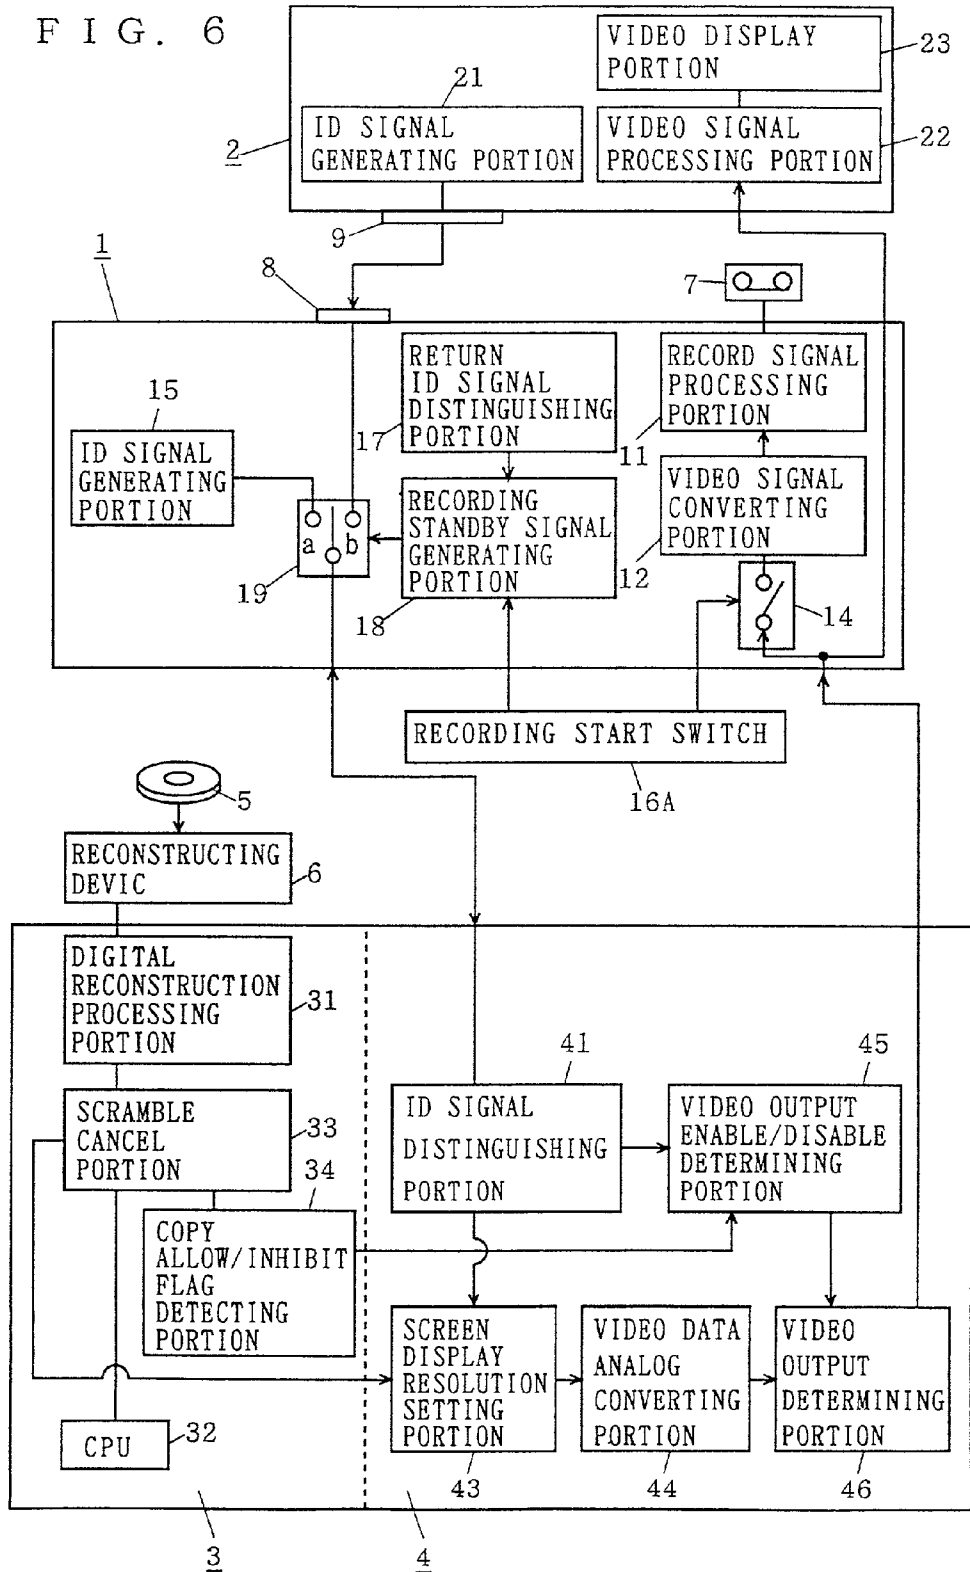 FIG. 6
VIDEO DISPLAY
PORTION
23
21
ID SIGNAL
GENERATING PORTION
VIDEO SIGNAL
PROCESSING PORTION
22
2
9
1
8
7
RETURN
ID SIGNAL
DISTINGUISHING
PORTION
17
RECORD SIGNAL
PROCESSING
PORTION
11
15
ID SIGNAL
GENERATING
PORTION
a
b
19
RECORDING
STANDBY SIGNAL
GENERATING
PORTION
18
VIDEO SIGNAL
CONVERTING
PORTION
12
14
RECORDING START SWITCH
16A
5
RECONSTRUCTING
DEVIC
6
DIGITAL
RECONSTRUCTION
PROCESSING
PORTION
31
SCRAMBLE
CANCEL
PORTION
33
34
COPY
ALLOW/INHIBIT
FLAG
DETECTING
PORTION
CPU
32
41
ID SIGNAL
DISTINGUISHING
PORTION
45
VIDEO OUTPUT
ENABLE/DISABLE
DETERMINING
PORTION
SCREEN
DISPLAY
RESOLUTION
SETTING
PORTION
43
VIDEO DATA
ANALOG
CONVERTING
PORTION
44
VIDEO
OUTPUT
DETERMINING
PORTION
46
3
4